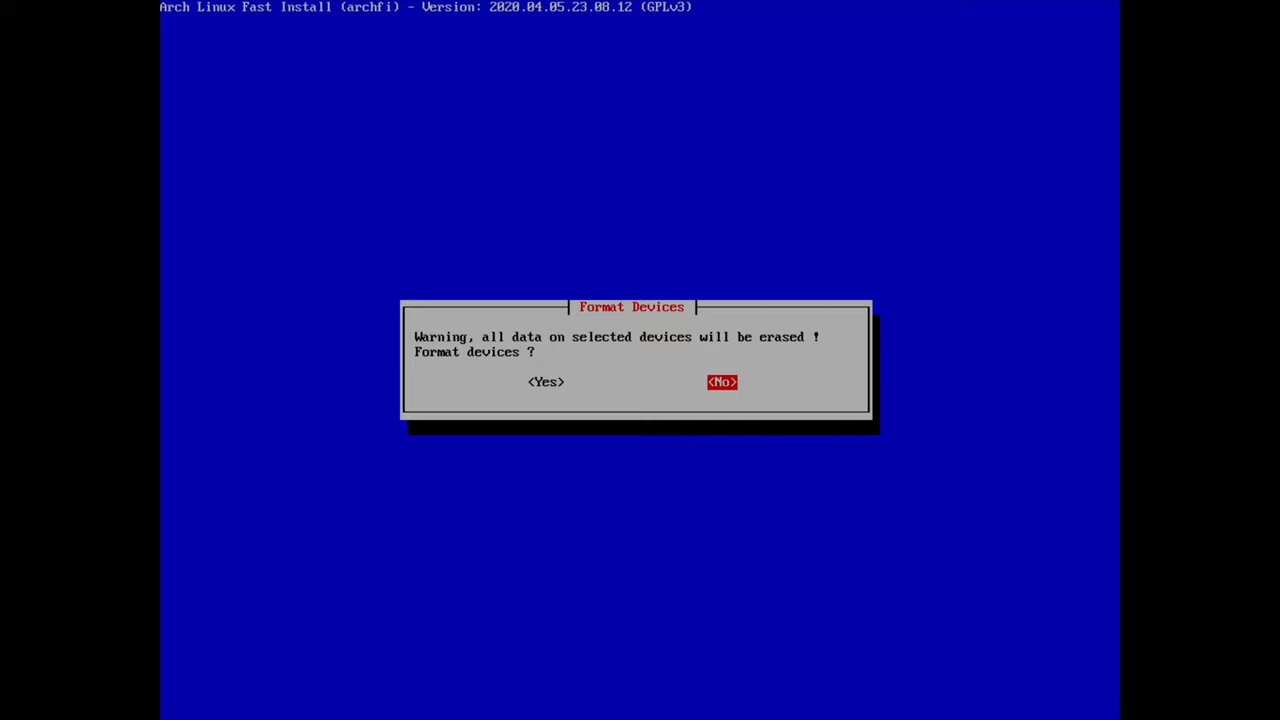 Arch Linux Fast Install (archfi) - Version: 2020.04.05.23.08.12 (GPLv3)
Format Devices
Warning, all data on selected devices will be erased !
Format devices ?
<Yes> <No>